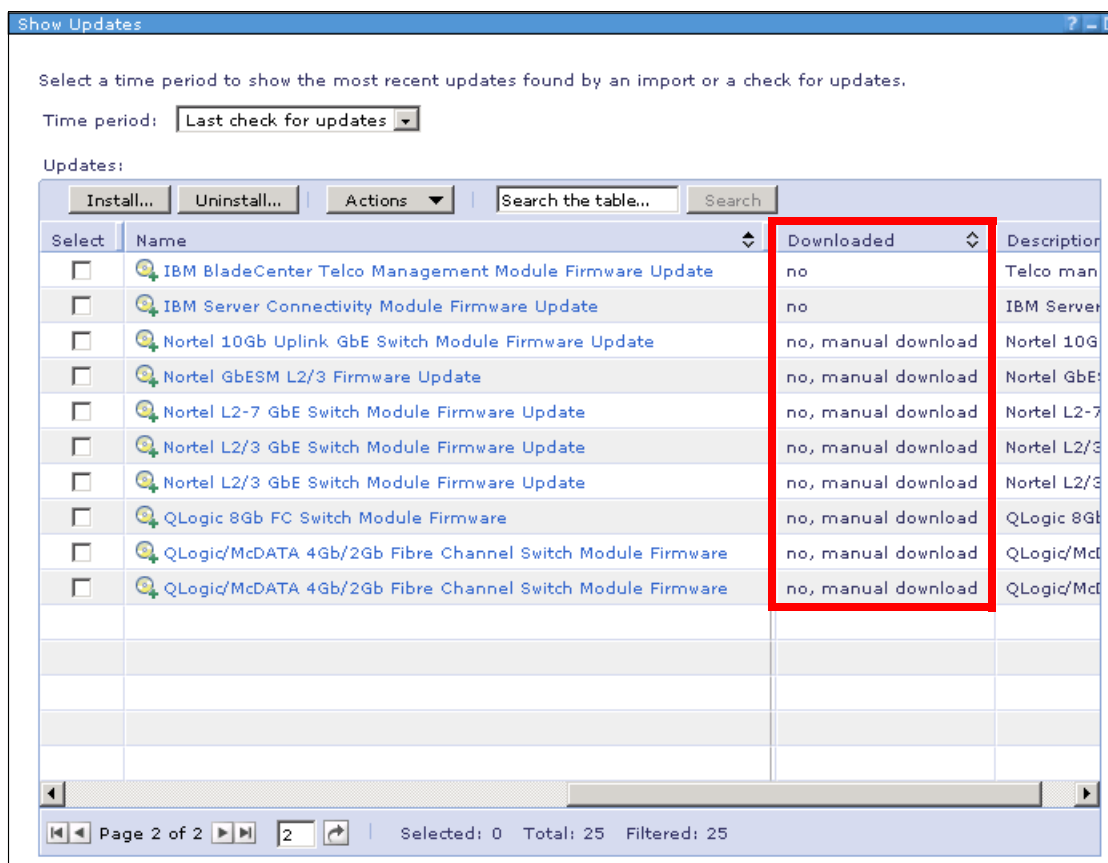 Show Updates ?
Select a time period to show the most recent updates found by an import or a check for updates.
Time period: Last check for updates
Updates:
Install... Uninstall... Actions Search the table... Search
Select Name Downloaded
IBM BladeCenter Telco Management Module Firmware Update no Telco man
IBM Server Connectivity Module Firmware Update no IBM Server
Nortel 10Gb Uplink GbE Switch Module Firmware Update no, manual download Nortel 10G
Nortel GbESM L2/3 Firmware Update no, manual download Nortel
Nortel L2-7 GbE Switch Module Firmware Update no, manual download Nortel L2-7
Nortel L2/3 GbE Switch Module Firmware Update no, manual download Nortel
Nortel L2/3 GbE Switch Module Firmware Update no, manual download Nortel
QLogic 8Gb FC Switch Module Firmware no, manual download QLogic
QLogic/McDATA 4Gb/2Gb Fibre Channel Switch Module Firmware no, manual download
QLogic/McDATA 4Gb/2Gb Fibre Channel Switch Module Firmware no, manual download
Page 2 of 2 2 Selected: 0 Total: 25 Filtered: 25